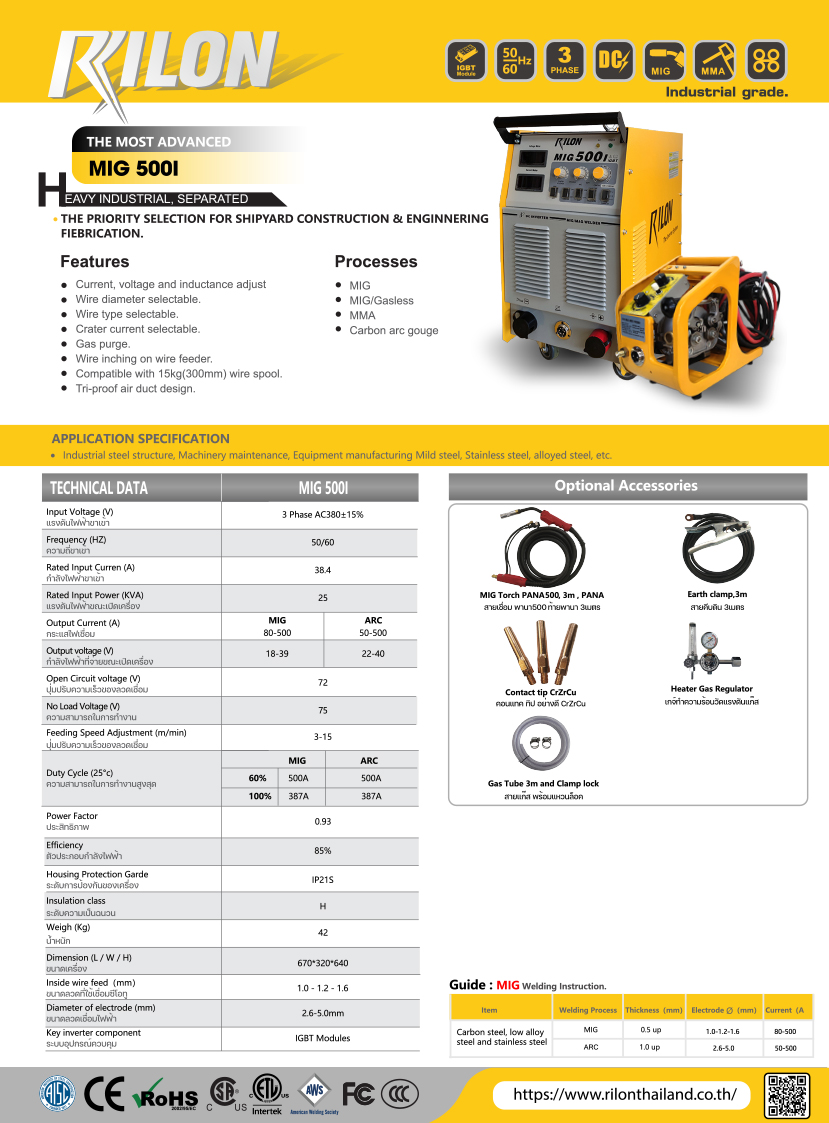 RILON
IGBT
Module
50
60
Hz
3
PHASE
DC
MIG
MMA
Industrial grade.
THE MOST ADVANCED
MIG 500I
HEAVY INDUSTRIAL, SEPARATED
• THE PRIORITY SELECTION FOR SHIPYARD CONSTRUCTION & ENGINNERING
FIEBRICATION.
RILON
MIG 500I
RILON
Features
• Current, voltage and inductance adjust
• Wire diameter selectable.
• Wire type selectable.
• Crater current selectable.
• Gas purge.
• Wire inching on wire feeder.
• Compatible with 15kg(300mm) wire spool.
• Tri-proof air duct design.
Processes
• MIG
• MIG/Gasless
• MMA
• Carbon arc gouge
APPLICATION SPECIFICATION
• Industrial steel structure, Machinery maintenance, Equipment manufacturing Mild steel, Stainless steel, alloyed steel, etc.
TECHNICAL DATA MIG 500I
Input Voltage (V) 3 Phase AC380±15%
แรงดันไฟฟ้าขาเข้า
Frequency (HZ) 50/60
ความถี่ขาเข้า
Rated Input Curren (A) 38.4
กำลังไฟฟ้าขาเข้า
Rated Input Power (KVA) 25
แรงดันไฟฟ้าขณะเปิดเครื่อง
Output Current (A) MIG ARC
กระแสไฟเชื่อม 80-500 50-500
Output voltage (V) 18-39 22-40
กำลังไฟฟ้าที่จ่ายขณะเปิดเครื่อง
Open Circuit voltage (V) 72
ปุ่มปรับความเร็วของลวดเชื่อม
No Load Voltage (V) 75
ความสามารถในการทำงาน
Feeding Speed Adjustment (m/min) 3-15
ปุ่มปรับความเร็วของลวดเชื่อม
MIG ARC
Duty Cycle (25°c) 60% 500A 500A
ความสามารถในการทำงานสูงสุด
100% 387A 387A
Power Factor 0.93
ประสิทธิภาพ
Efficiency 85%
ตัวประกอบกำลังไฟฟ้า
Housing Protection Garde IP21S
ระดับการป้องกันของเครื่อง
Insulation class H
ระดับความเป็นฉนวน
Weigh (Kg) 42
น้ำหนัก
Dimension (L / W / H) 670*320*640
ขนาดเครื่อง
Inside wire feed (mm) 1.0 - 1.2 - 1.6
ขนาดลวดที่ใช้เชื่อมซีโอทู
Diameter of electrode (mm) 2.6-5.0mm
ขนาดลวดเชื่อมไฟฟ้า
Key inverter component IGBT Modules
ระบบอุปกรณ์ควบคุม
Optional Accessories
MIG Torch PANA500, 3m , PANA
สายเชื่อม พานา500 ท้ายพานา 3เมตร
Earth clamp,3m
สายคีบดิน 3เมตร
Contact tip CrZrCu
คอนแทค ทิป อย่างดี CrZrCu
Heater Gas Regulator
เกจ์ทำความร้อนวัดแรงดันแก๊ส
Gas Tube 3m and Clamp lock
สายแก๊ส พร้อมแหวนล็อค
Guide : MIG Welding Instruction.
Item Welding Process Thickness (mm) Electrode ∅ (mm) Current (A
Carbon steel, low alloy
steel and stainless steel
MIG 0.5 up 1.0-1.2-1.6 80-500
ARC 1.0 up 2.6-5.0 50-500
AISC
CE
RoHS
2002/95/EC
C SA US
c ETL us
Intertek
AWS
American Welding Society
FC
CCC
https://www.rilonthailand.co.th/